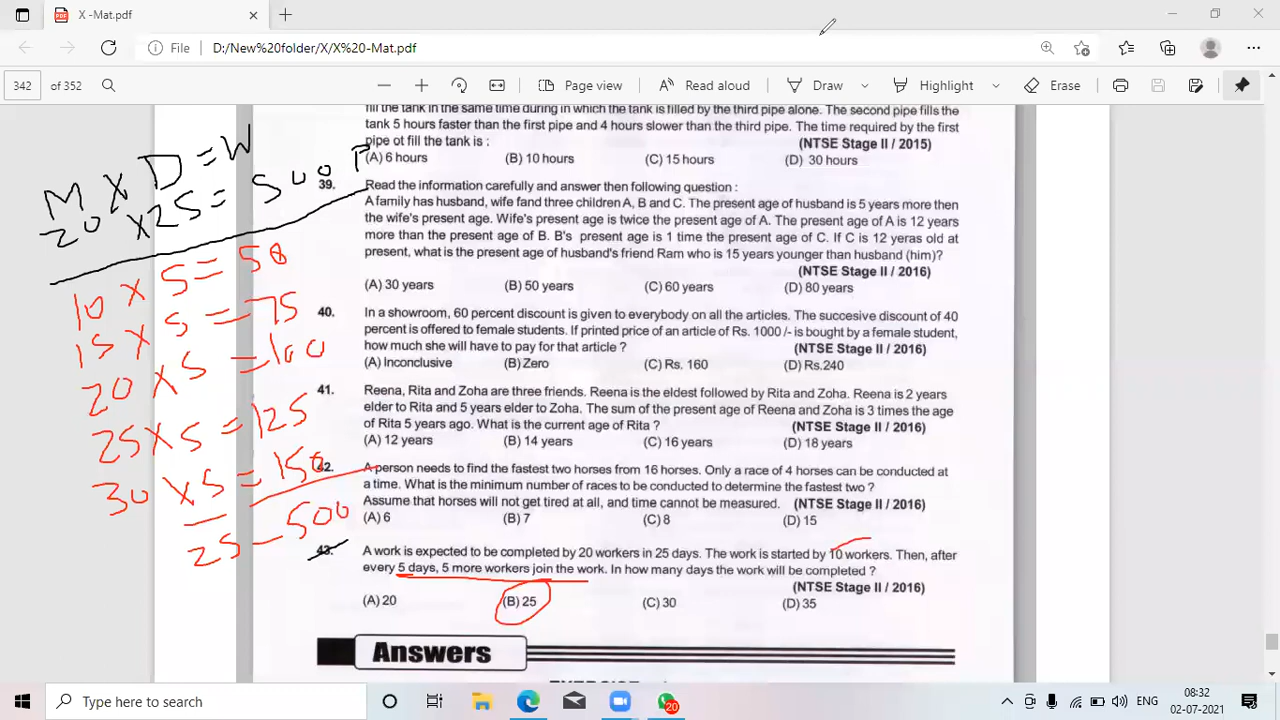 X -Mat.pdf
File D:/New%20folder/X/X%20-Mat.pdf
342 of 352 Page view Read aloud Draw Highlight Erase
fill the tank in the same time during in which the tank is filled by the third pipe alone. The second pipe fills the
tank 5 hours faster than the first pipe and 4 hours slower than the third pipe. The time required by the first
pipe ot fill the tank is : (NTSE Stage II / 2015)
(A) 6 hours (B) 10 hours (C) 15 hours (D) 30 hours
39. Read the information carefully and answer then following question :
A family has husband, wife fand three children A, B and C. The present age of husband is 5 years more then
the wife's present age. Wife's present age is twice the present age of A. The present age of A is 12 years
more than the present age of B. B's present age is 1 time the present age of C. If C is 12 yeras old at
present, what is the present age of husband's friend Ram who is 15 years younger than husband (him)?
(NTSE Stage II / 2016)
(A) 30 years (B) 50 years (C) 60 years (D) 80 years
40. In a showroom, 60 percent discount is given to everybody on all the articles. The succesive discount of 40
percent is offered to female students. If printed price of an article of Rs. 1000 /- is bought by a female student,
how much she will have to pay for that article ? (NTSE Stage II / 2016)
(A) Inconclusive (B) Zero (C) Rs. 160 (D) Rs.240
41. Reena, Rita and Zoha are three friends. Reena is the eldest followed by Rita and Zoha. Reena is 2 years
elder to Rita and 5 years elder to Zoha. The sum of the present age of Reena and Zoha is 3 times the age
of Rita 5 years ago. What is the current age of Rita ? (NTSE Stage II / 2016)
(A) 12 years (B) 14 years (C) 16 years (D) 18 years
42. A person needs to find the fastest two horses from 16 horses. Only a race of 4 horses can be conducted at
a time. What is the minimum number of races to be conducted to determine the fastest two ?
Assume that horses will not get tired at all, and time cannot be measured. (NTSE Stage II / 2016)
(A) 6 (B) 7 (C) 8 (D) 15
43. A work is expected to be completed by 20 workers in 25 days. The work is started by 10 workers. Then, after
every 5 days, 5 more workers join the work. In how many days the work will be completed ?
(NTSE Stage II / 2016)
(A) 20 (B) 25 (C) 30 (D) 35
Answers
M X D = W
20 X 25 = 500 P
10 X 5 = 50
15 X 5 = 75
20 X 5 = 100
25 X 5 = 125
30 X 5 = 150
25 - 500
Type here to search
20
ENG
08:32
02-07-2021